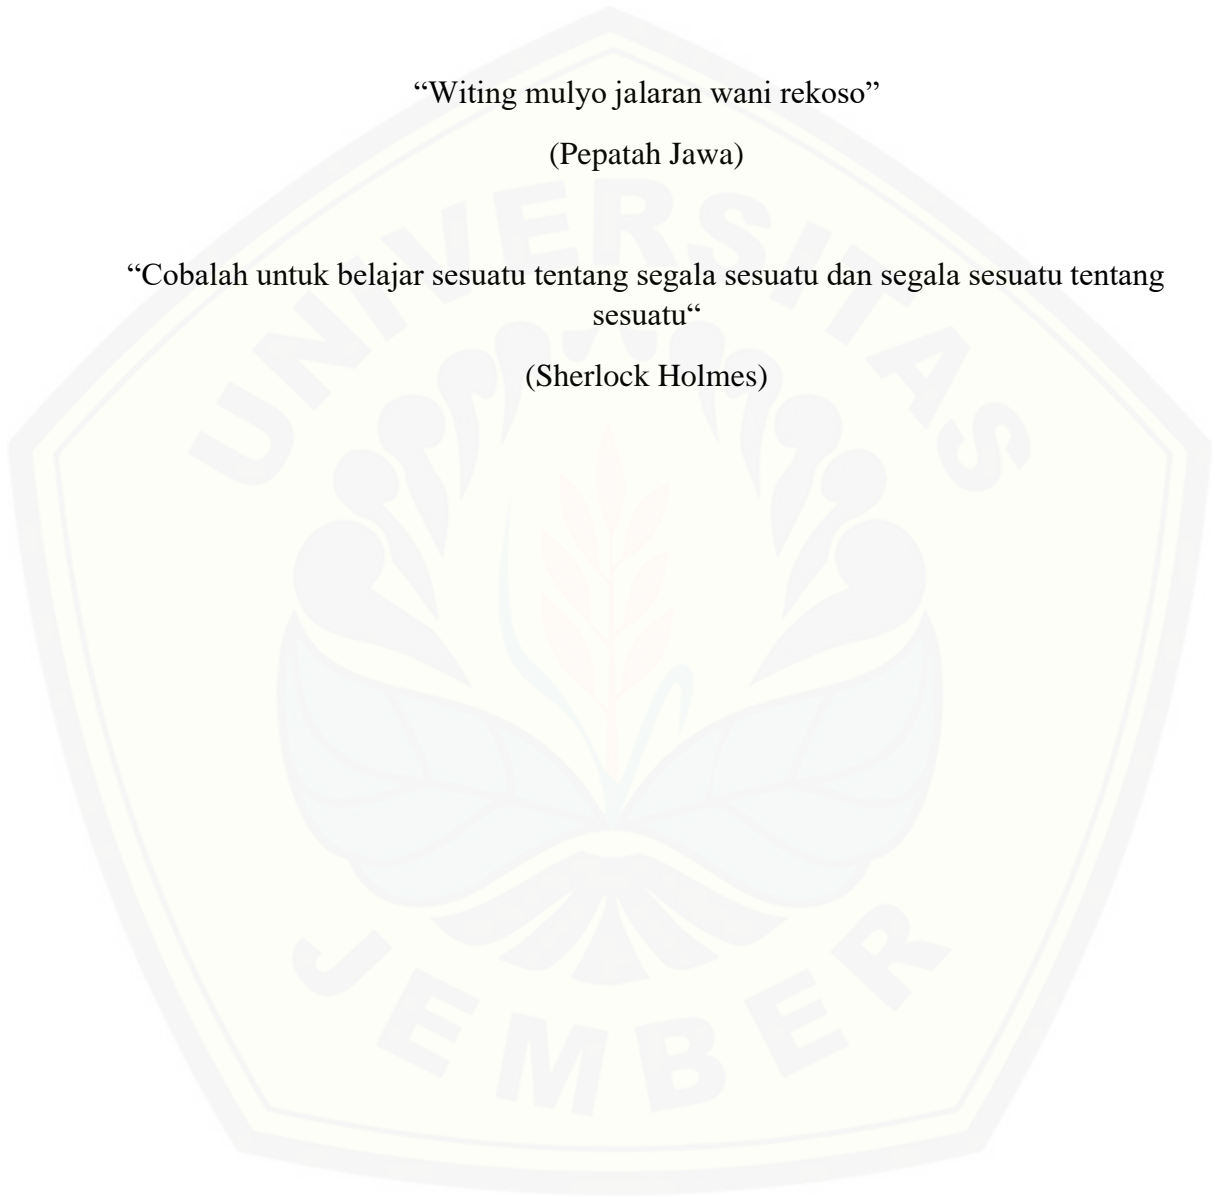 “Witing mulyo jalaran wani rekoso”
(Pepatah Jawa)
“Cobalah untuk belajar sesuatu tentang segala sesuatu dan segala sesuatu tentang
sesuatu“
(Sherlock Holmes)
UNIVERSITAS
JEMBER